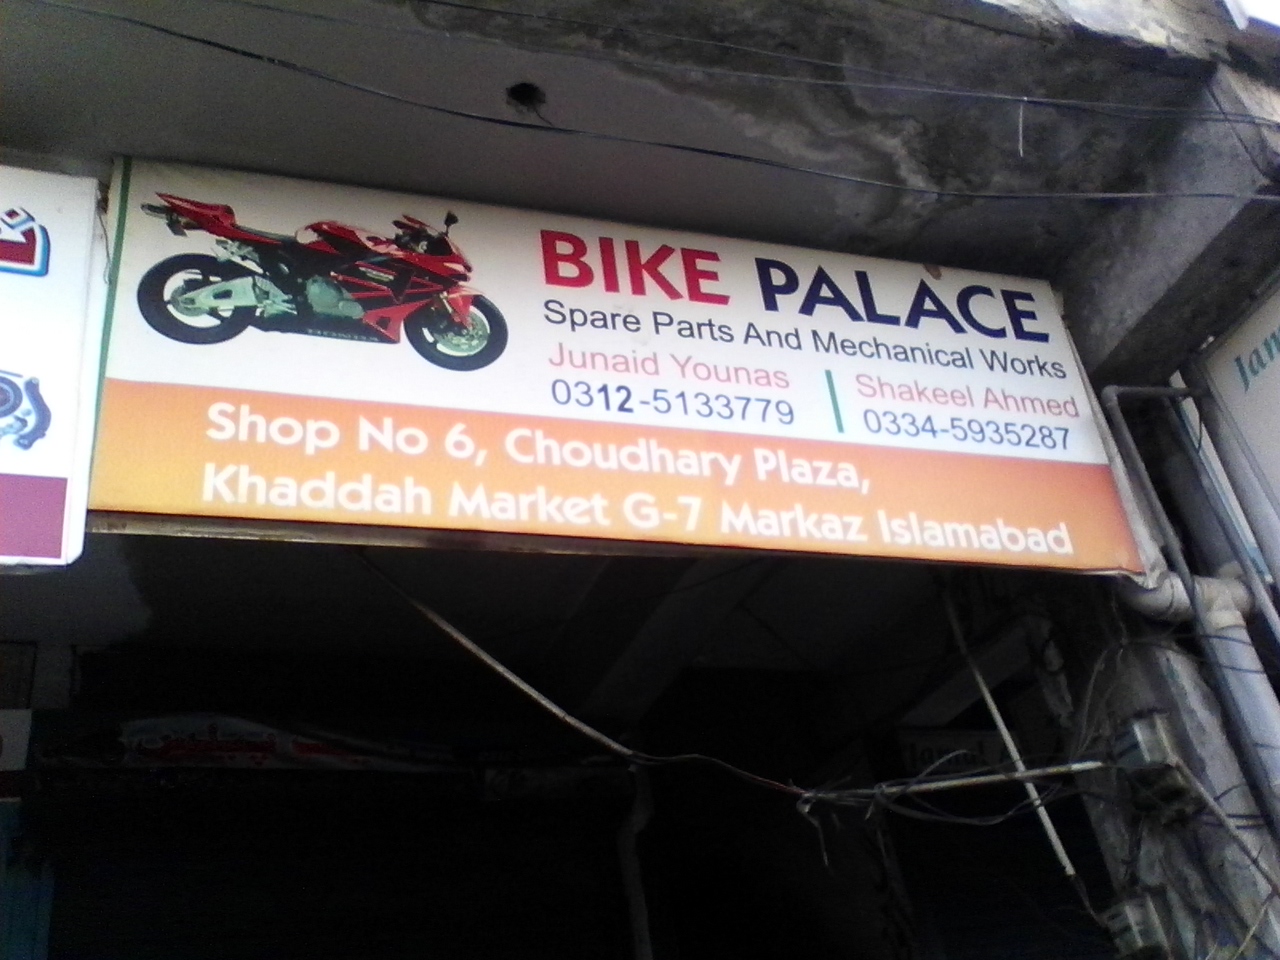 BIKE PALACE
Spare Parts And Mechanical Works
Junaid Younas
0312-5133779
Shakeel Ahmed
0334-5935287
Shop No 6, Choudhary Plaza,
Khaddah Market G-7 Markaz Islamabad
HONDA